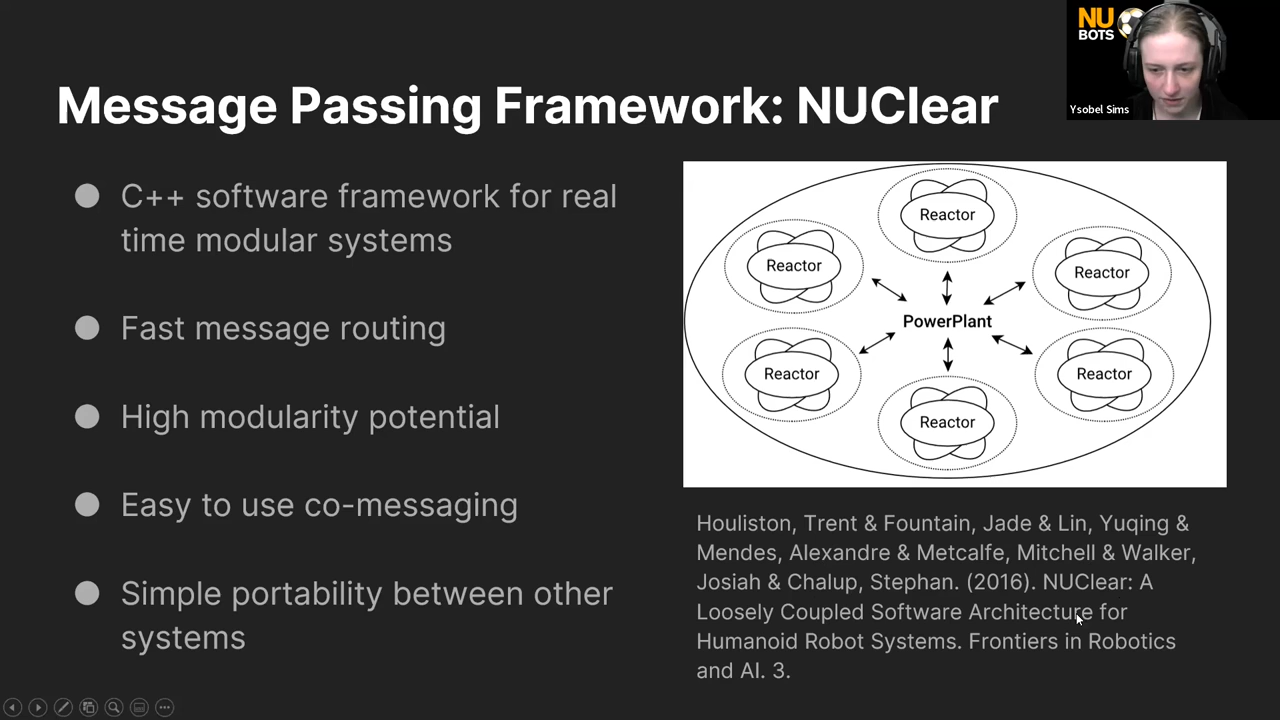 NU
BOTS
Ysobel Sims
Message Passing Framework: NUClear
C++ software framework for real
time modular systems
Fast message routing
High modularity potential
Easy to use co-messaging
Simple portability between other
systems
Reactor
Reactor
Reactor
PowerPlant
Reactor
Reactor
Reactor
Houliston, Trent & Fountain, Jade & Lin, Yuqing &
Mendes, Alexandre & Metcalfe, Mitchell & Walker,
Josiah & Chalup, Stephan. (2016). NUClear: A
Loosely Coupled Software Architecture for
Humanoid Robot Systems. Frontiers in Robotics
and AI. 3.